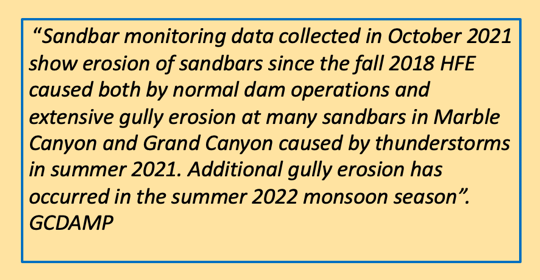 “Sandbar monitoring data collected in October 2021
show erosion of sandbars since the fall 2018 HFE
caused both by normal dam operations and
extensive gully erosion at many sandbars in Marble
Canyon and Grand Canyon caused by thunderstorms
in summer 2021. Additional gully erosion has
occurred in the summer 2022 monsoon season”.
GCDAMP